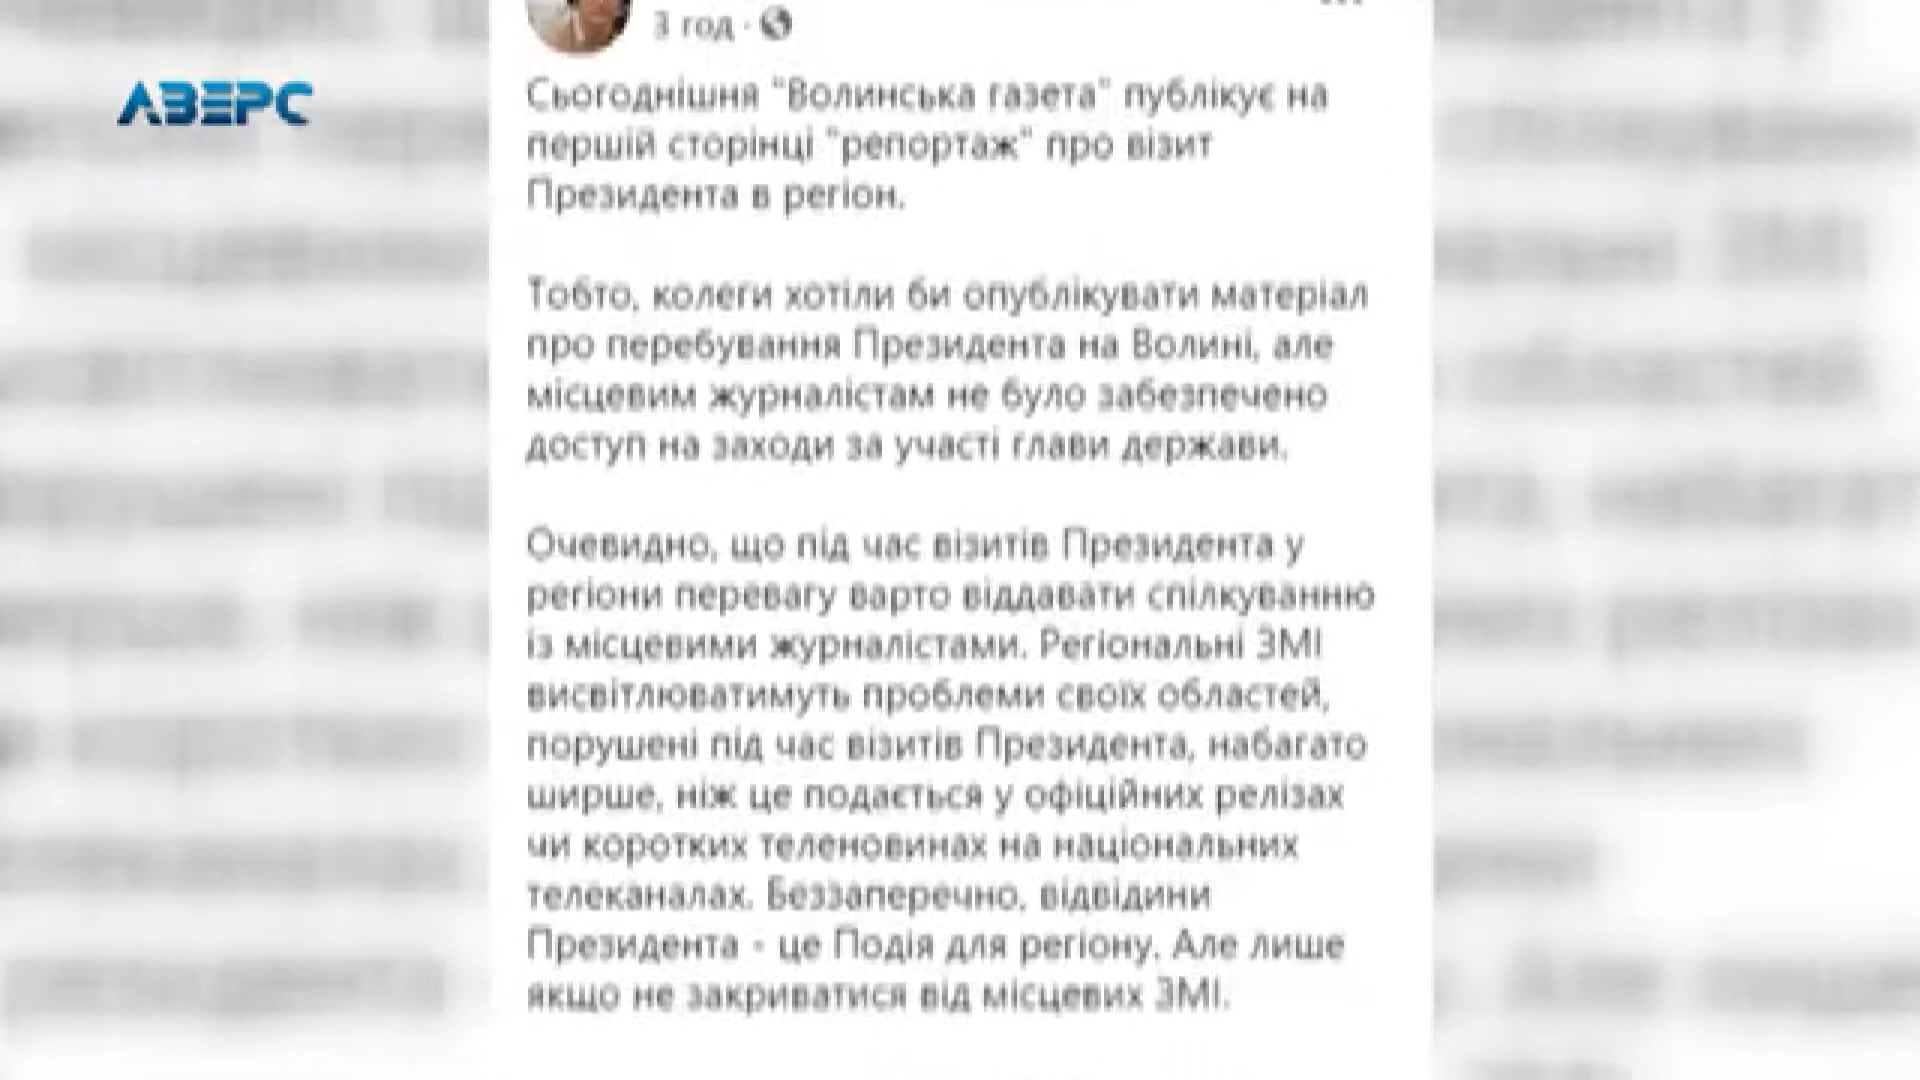 3 год ·
АВЕРС
Сьогоднішня "Волинська газета" публікує на
першій сторінці "репортаж" про візит
Президента в регіон.
Тобто, колеги хотіли би опублікувати матеріал
про перебування Президента на Волині, але
місцевим журналістам не було забезпечено
доступ на заходи за участі глави держави.
Очевидно, що під час візитів Президента у
регіони перевагу варто віддавати спілкуванню
із місцевими журналістами. Регіональні ЗМІ
висвітлюватимуть проблеми своїх областей,
порушені під час візитів Президента, набагато
ширше, ніж це подається у офіційних релізах
чи коротких теленовинах на національних
телеканалах. Беззаперечно, відвідини
Президента - це Подія для регіону. Але лише
якщо не закриватися від місцевих ЗМІ.